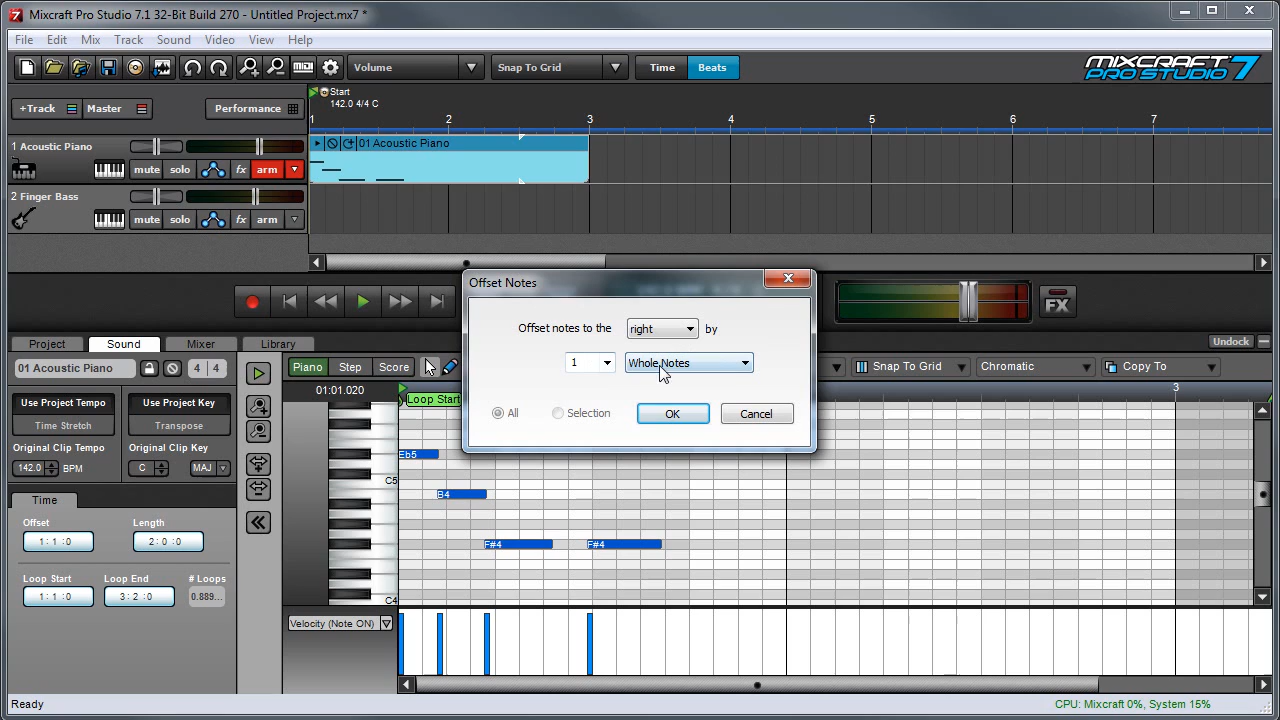 Mixcraft Pro Studio 7.1 32-Bit Build 270 - Untitled Project.mx7 *
File Edit Mix Track Sound Video View Help
Volume Snap To Grid Time Beats MIXCRAFT PRO STUDIO 7
+Track Master Performance
Start
142.0 4/4 C
1 2 3 4 5 6 7
1 Acoustic Piano
mute solo fx arm
01 Acoustic Piano
2 Finger Bass
mute solo fx arm
Offset Notes
FX
Offset notes to the right by
1 Whole Notes
All Selection OK Cancel
Project Sound Mixer Library Undock
01 Acoustic Piano 4 4
Piano Step Score Snap To Grid Chromatic Copy To
01:01.020 3
Loop Start
Use Project Tempo Use Project Key
Time Stretch Transpose
Original Clip Tempo Original Clip Key
142.0 BPM C MAJ
Eb5
C5
B4
F#4 F#4
C4
Time
Offset Length
1: 1: 0 2: 0: 0
Loop Start Loop End # Loops
1: 1: 0 3: 2: 0 0.889...
Velocity (Note ON)
Ready CPU: Mixcraft 0%, System 15%